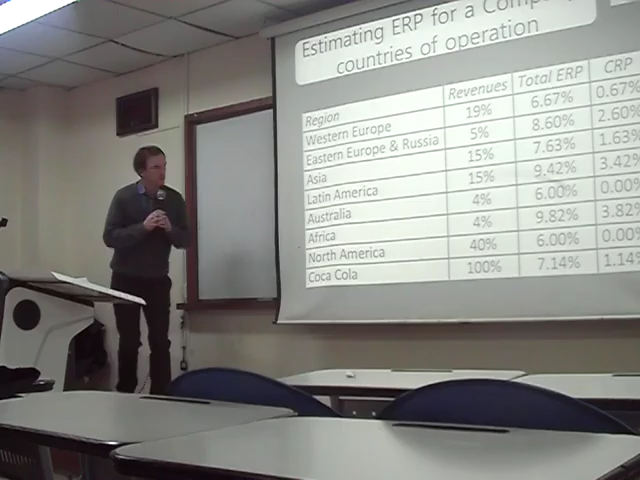 Estimating ERP for a Comp
countries of operation
Region Revenues Total ERP CRP
Western Europe 19% 6.67% 0.67%
Eastern Europe & Russia 5% 8.60% 2.60%
Asia 15% 7.63% 1.63%
Latin America 15% 9.42% 3.42%
Australia 4% 6.00% 0.00%
Africa 4% 9.82% 3.82%
North America 40% 6.00% 0.00%
Coca Cola 100% 7.14% 1.14%